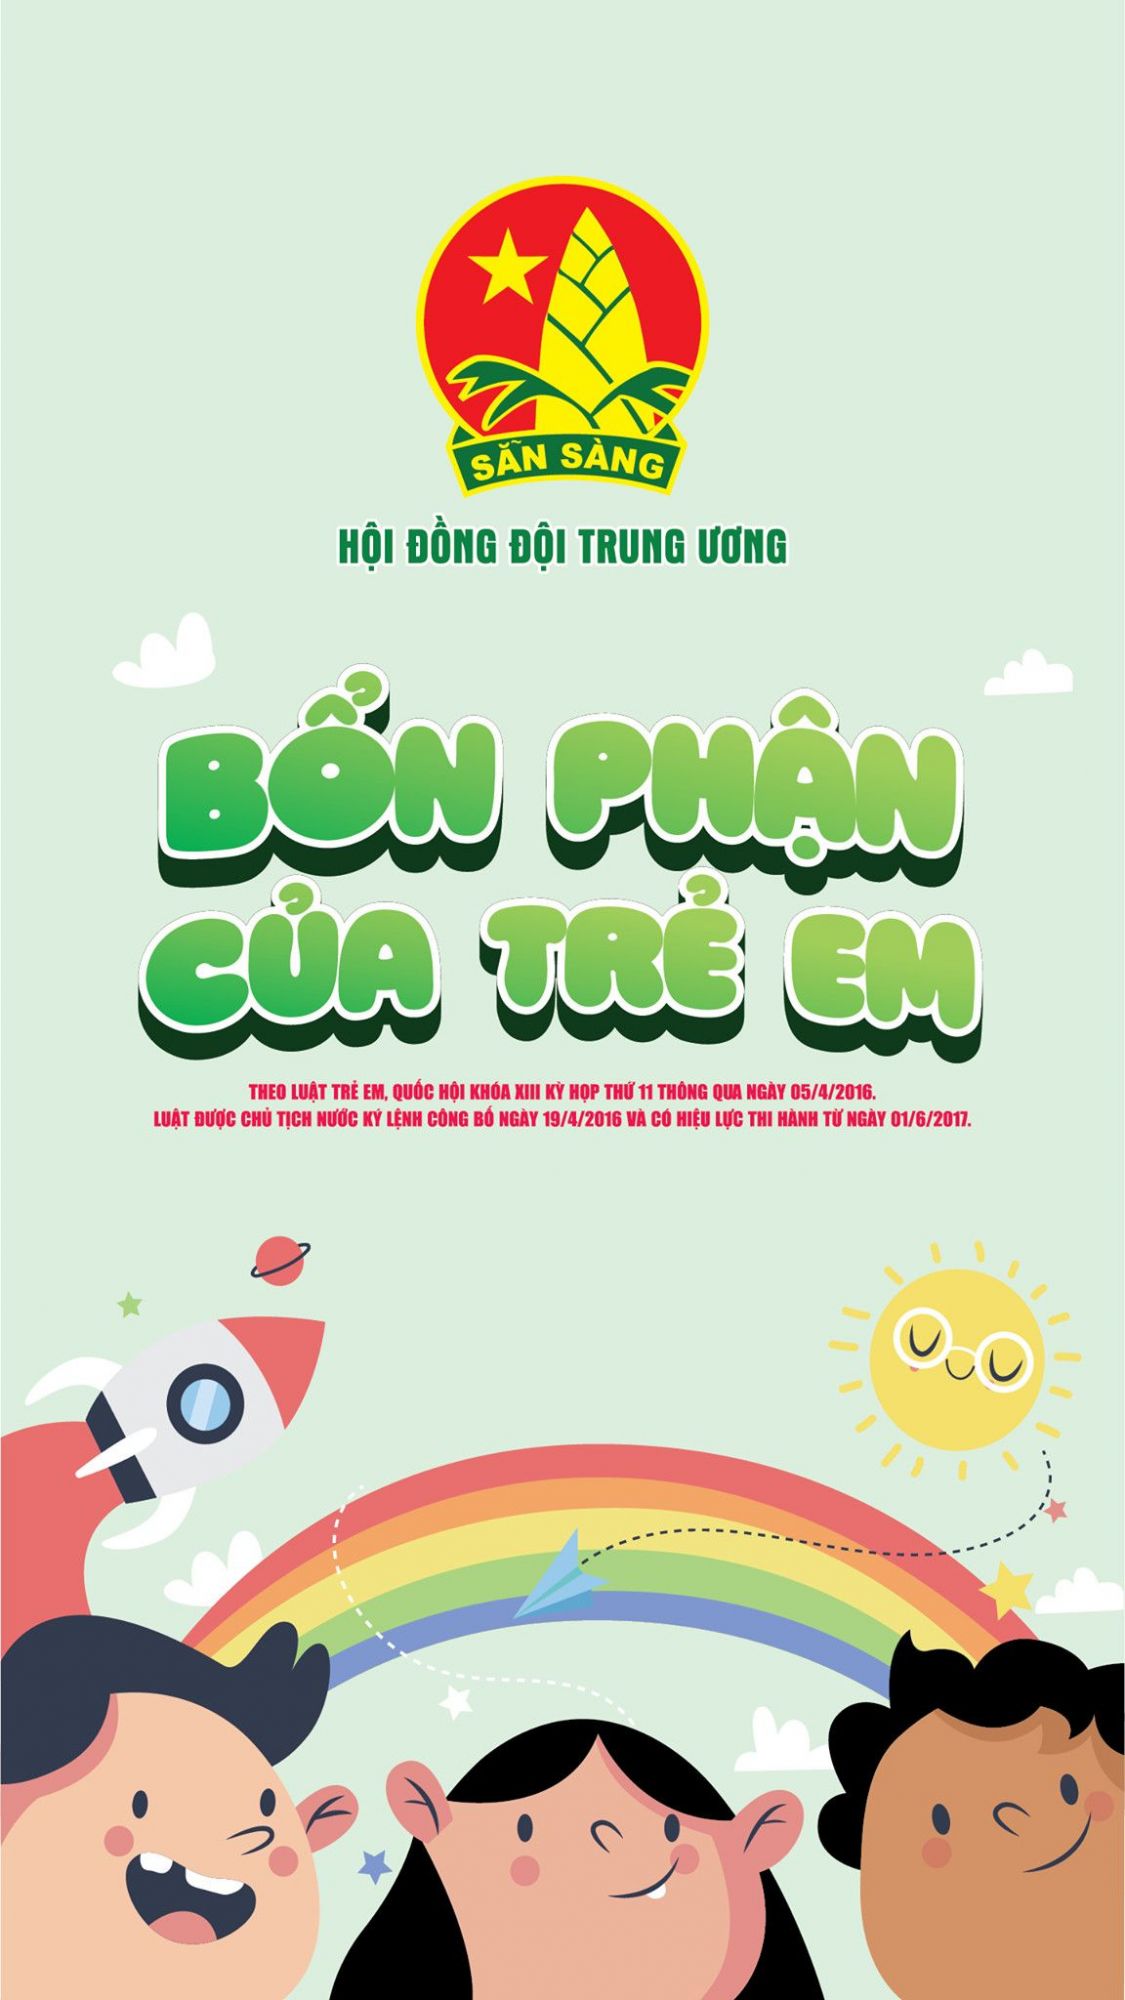 SẴN SÀNG
HỘI ĐỒNG ĐỘI TRUNG ƯƠNG
BỔN PHẬN
CỦA TRẺ EM
THEO LUẬT TRẺ EM, QUỐC HỘI KHÓA XIII KỲ HỌP THỨ 11 THÔNG QUA NGÀY 05/4/2016.
LUẬT ĐƯỢC CHỦ TỊCH NƯỚC KÝ LỆNH CÔNG BỐ NGÀY 19/4/2016 VÀ CÓ HIỆU LỰC THI HÀNH TỪ NGÀY 01/6/2017.